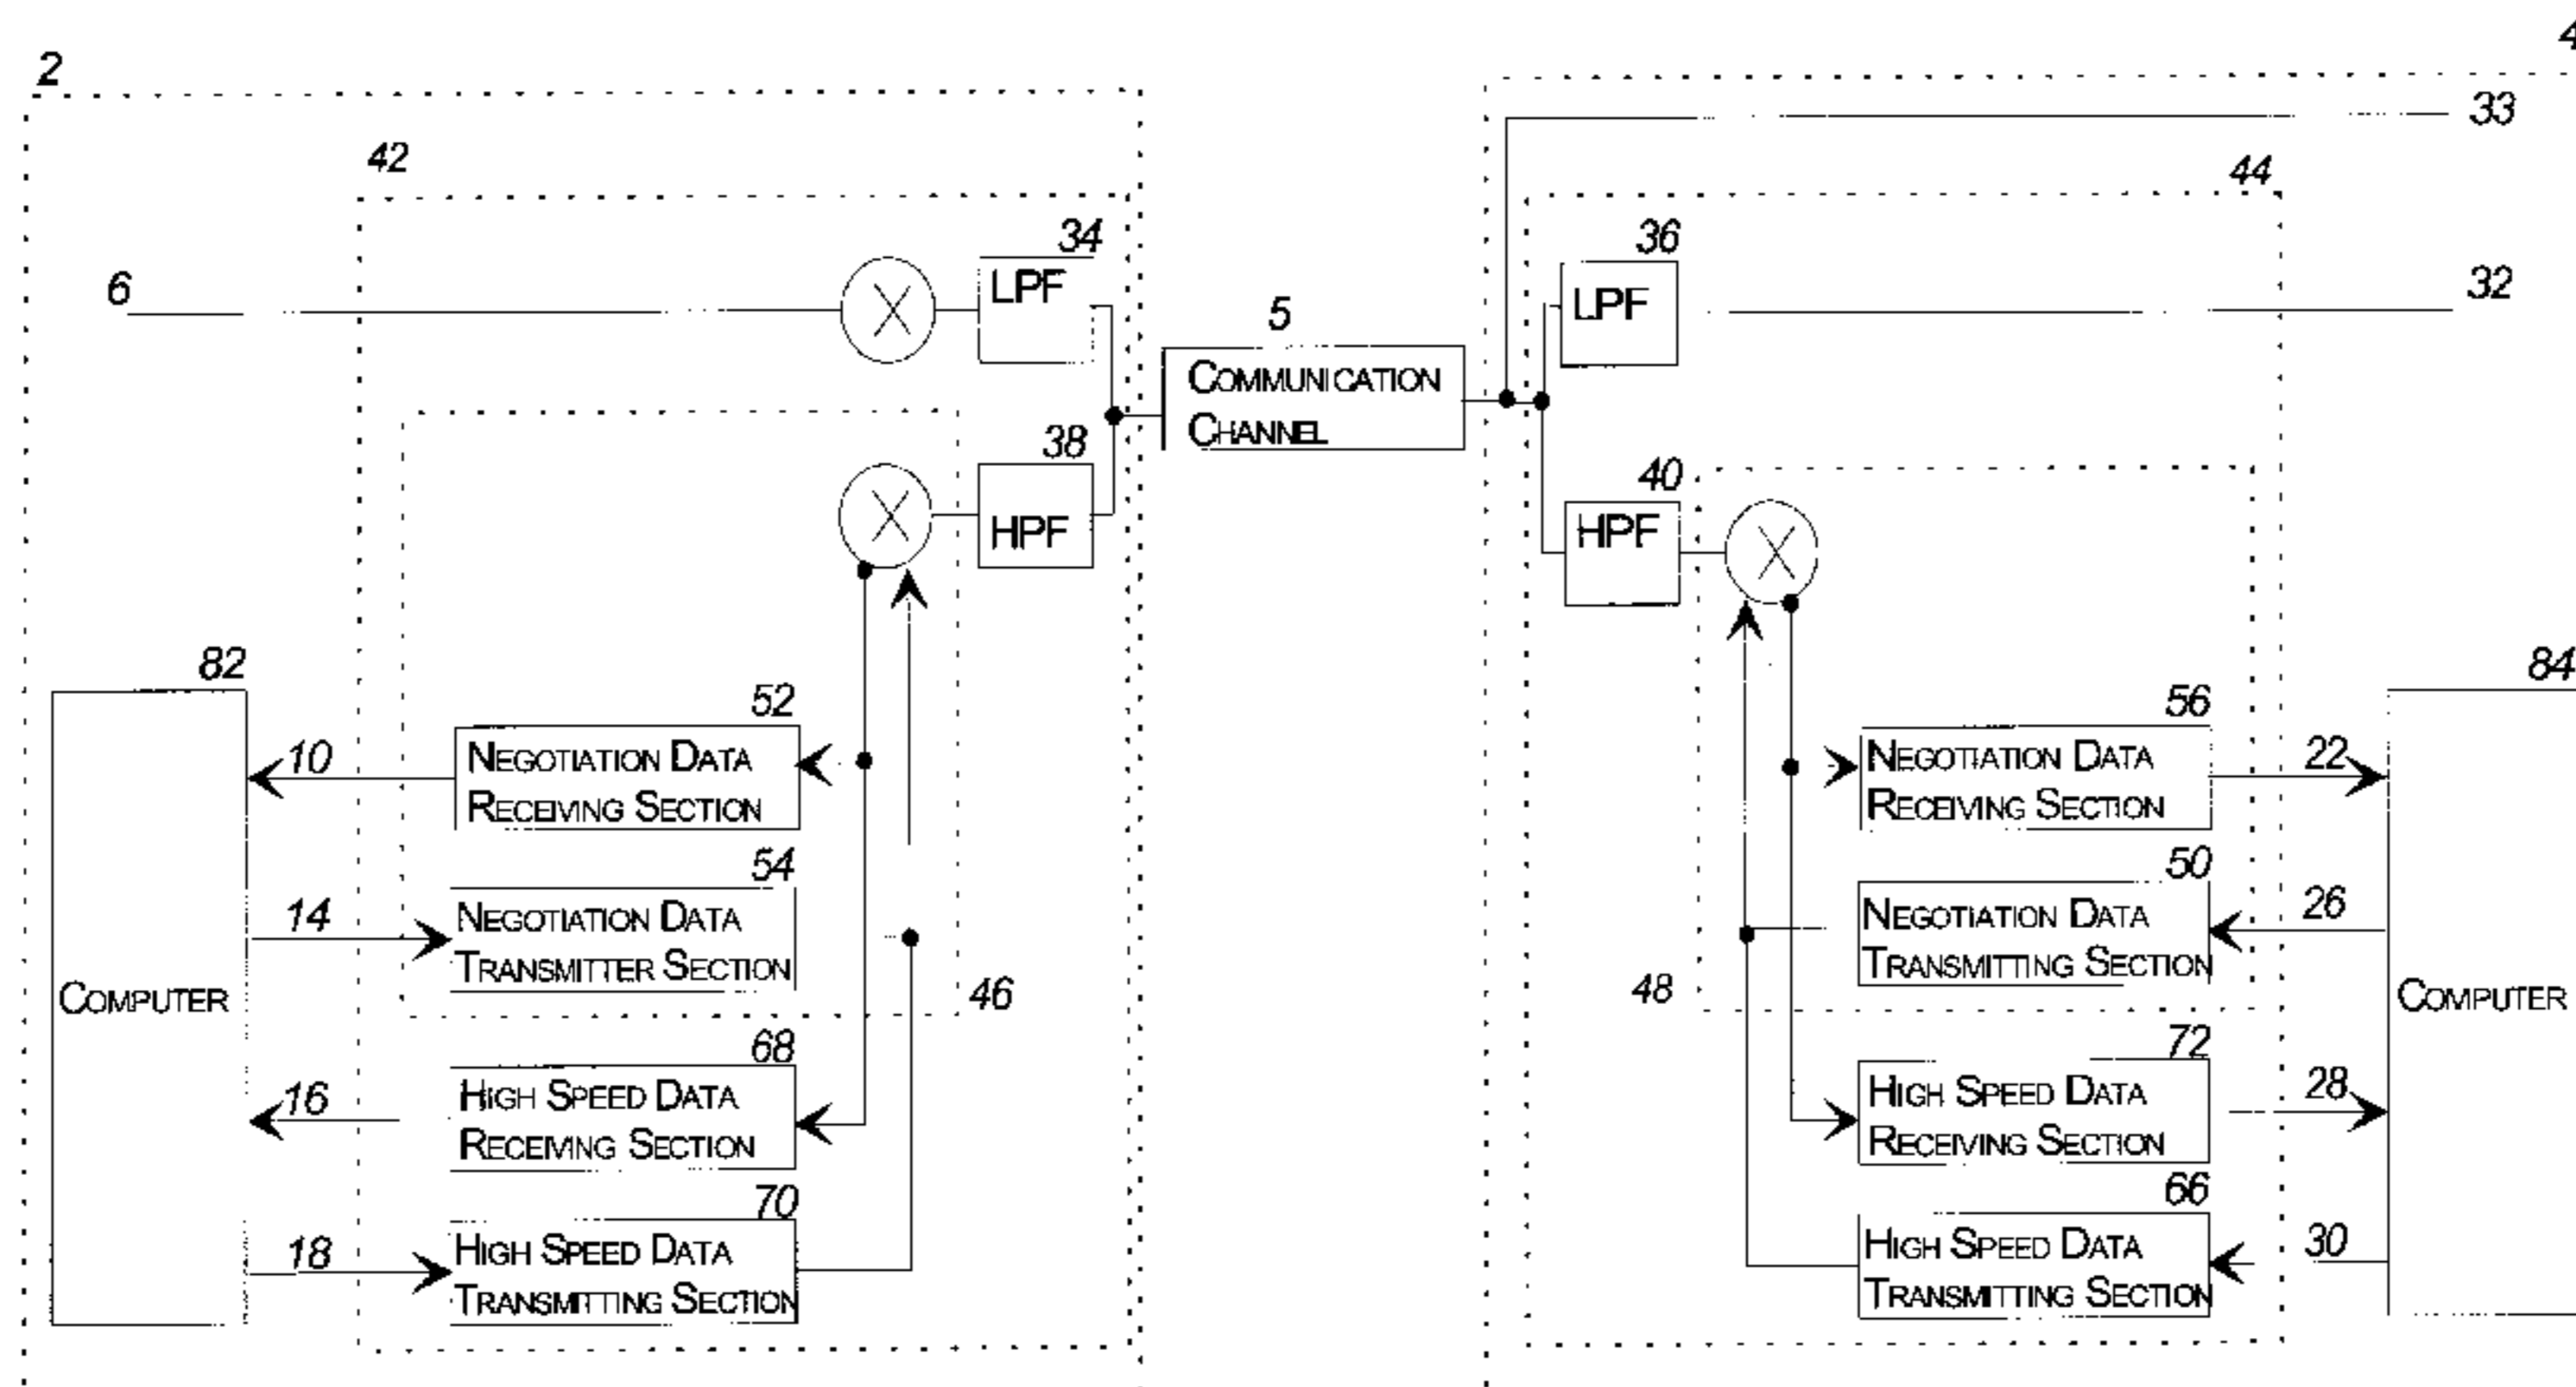 2
4
33
42
44
34
36
6
LPF
LPF
32
5
COMMUNICATION
CHANNEL
38
40
HPF
HPF
82
84
52
56
10
NEGOTIATION DATA
RECEIVING SECTION
NEGOTIATION DATA
RECEIVING SECTION
22
54
50
14
NEGOTIATION DATA
TRANSMITTER SECTION
NEGOTIATION DATA
TRANSMITTING SECTION
26
COMPUTER
46
48
COMPUTER
68
72
16
HIGH SPEED DATA
RECEIVING SECTION
HIGH SPEED DATA
RECEIVING SECTION
28
70
66
18
HIGH SPEED DATA
TRANSMITTING SECTION
HIGH SPEED DATA
TRANSMITTING SECTION
30